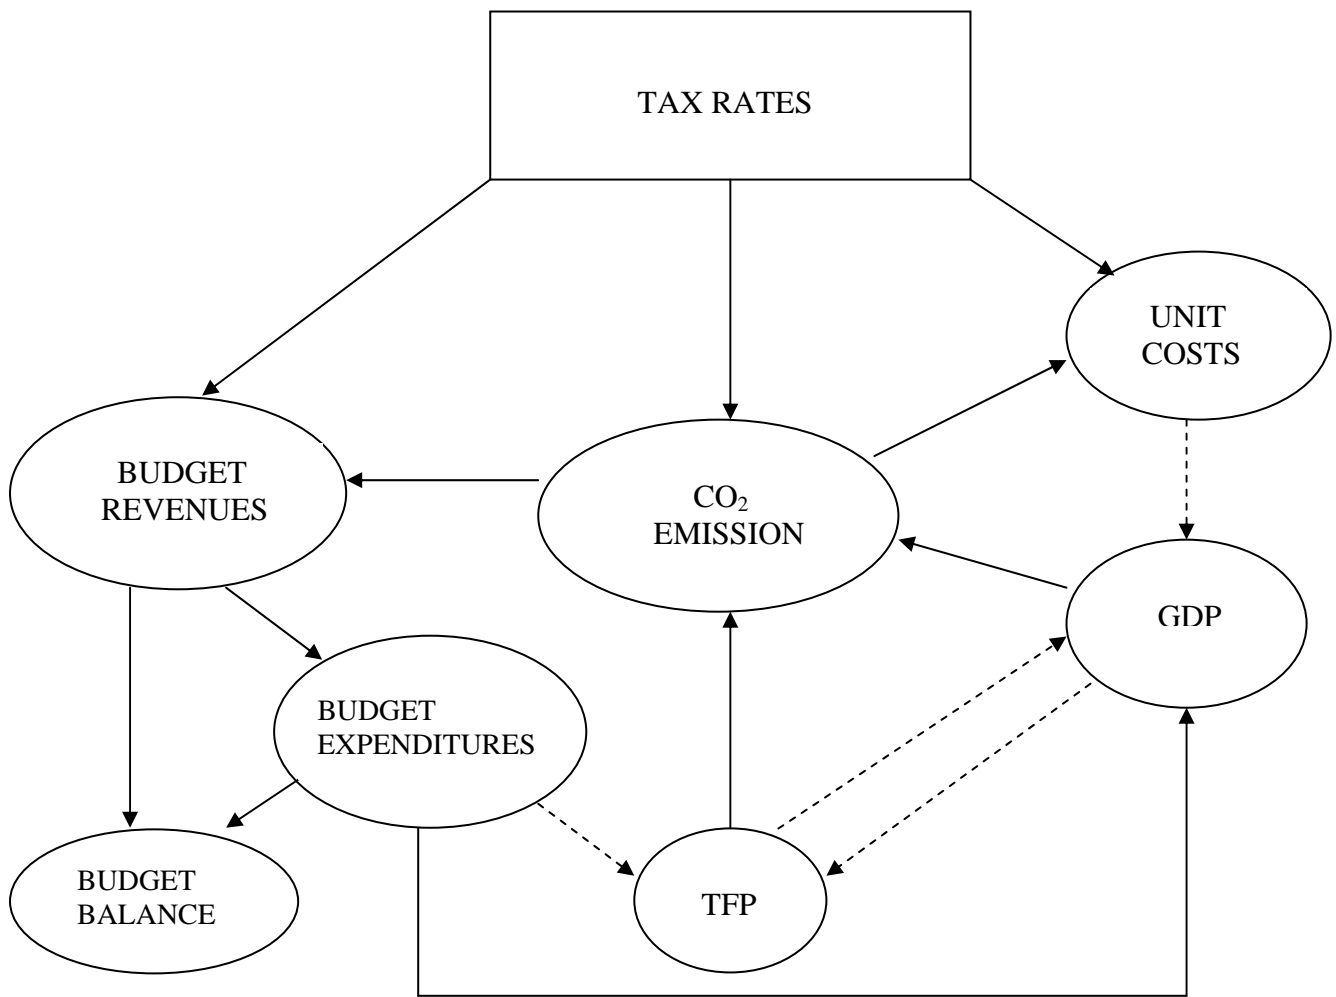 TAX RATES
UNIT
COSTS
BUDGET
REVENUES
CO₂
EMISSION
GDP
BUDGET
EXPENDITURES
BUDGET
BALANCE
TFP